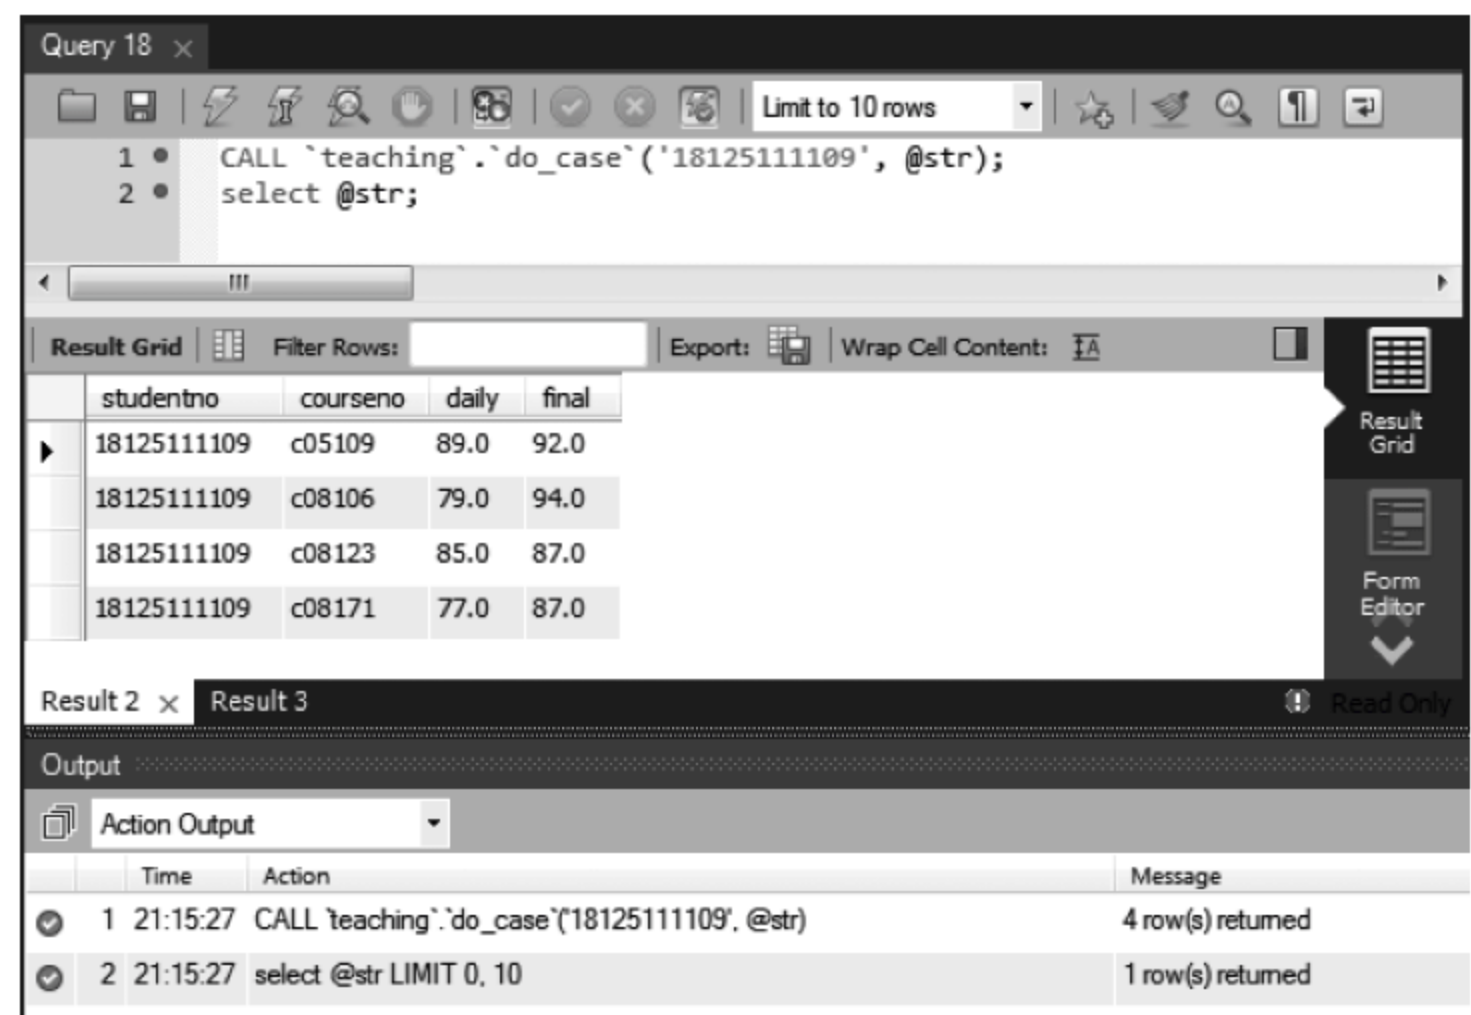 Query 18
Limit to 10 rows
1 CALL `teaching`.`do_case`('18125111109', @str);
2 select @str;
Result Grid Filter Rows: Export: Wrap Cell Content:
studentno courseno daily final
18125111109 c05109 89.0 92.0
18125111109 c08106 79.0 94.0
18125111109 c08123 85.0 87.0
18125111109 c08171 77.0 87.0
Result
Grid
Form
Editor
Result 2 Result 3 Read Only
Output
Action Output
Time Action Message
1 21:15:27 CALL `teaching`.`do_case`('18125111109', @str) 4 row(s) returned
2 21:15:27 select @str LIMIT 0, 10 1 row(s) returned